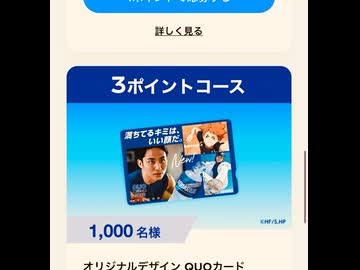 詳しく見る
3ポイントコース
満ちてるキミは、
いい顔だ。
New!
©HF/S,HP
1,000 名様
オリジナルデザイン QUOカード